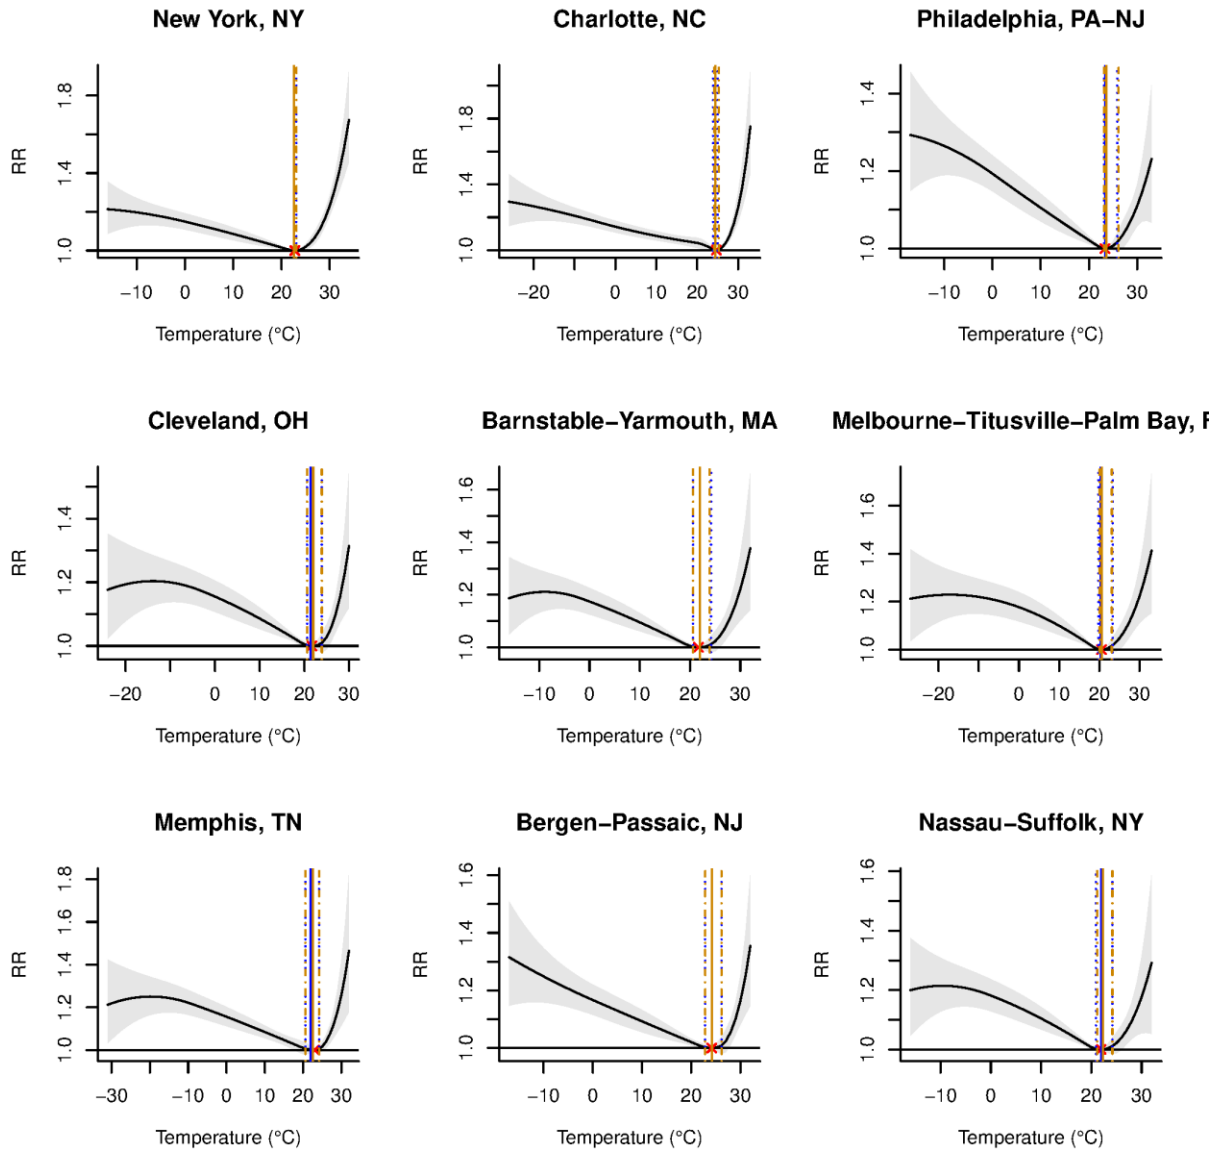 New York, NY
Charlotte, NC
Philadelphia, PA−NJ
RR
1.0 1.4 1.8
−10 0 10 20 30
Temperature (°C)
RR
1.0 1.4 1.8
−20 0 10 20 30
Temperature (°C)
RR
1.0 1.2 1.4
−10 0 10 20 30
Temperature (°C)
Cleveland, OH
Barnstable−Yarmouth, MA
Melbourne−Titusville−Palm Bay, F
RR
1.0 1.2 1.4
−20 0 10 20 30
Temperature (°C)
RR
1.0 1.2 1.4 1.6
−10 0 10 20 30
Temperature (°C)
RR
1.0 1.2 1.4 1.6
−20 0 10 20 30
Temperature (°C)
Memphis, TN
Bergen−Passaic, NJ
Nassau−Suffolk, NY
RR
1.0 1.2 1.4 1.6 1.8
−30 −10 0 10 20 30
Temperature (°C)
RR
1.0 1.2 1.4 1.6
−10 0 10 20 30
Temperature (°C)
RR
1.0 1.2 1.4 1.6
−10 0 10 20 30
Temperature (°C)